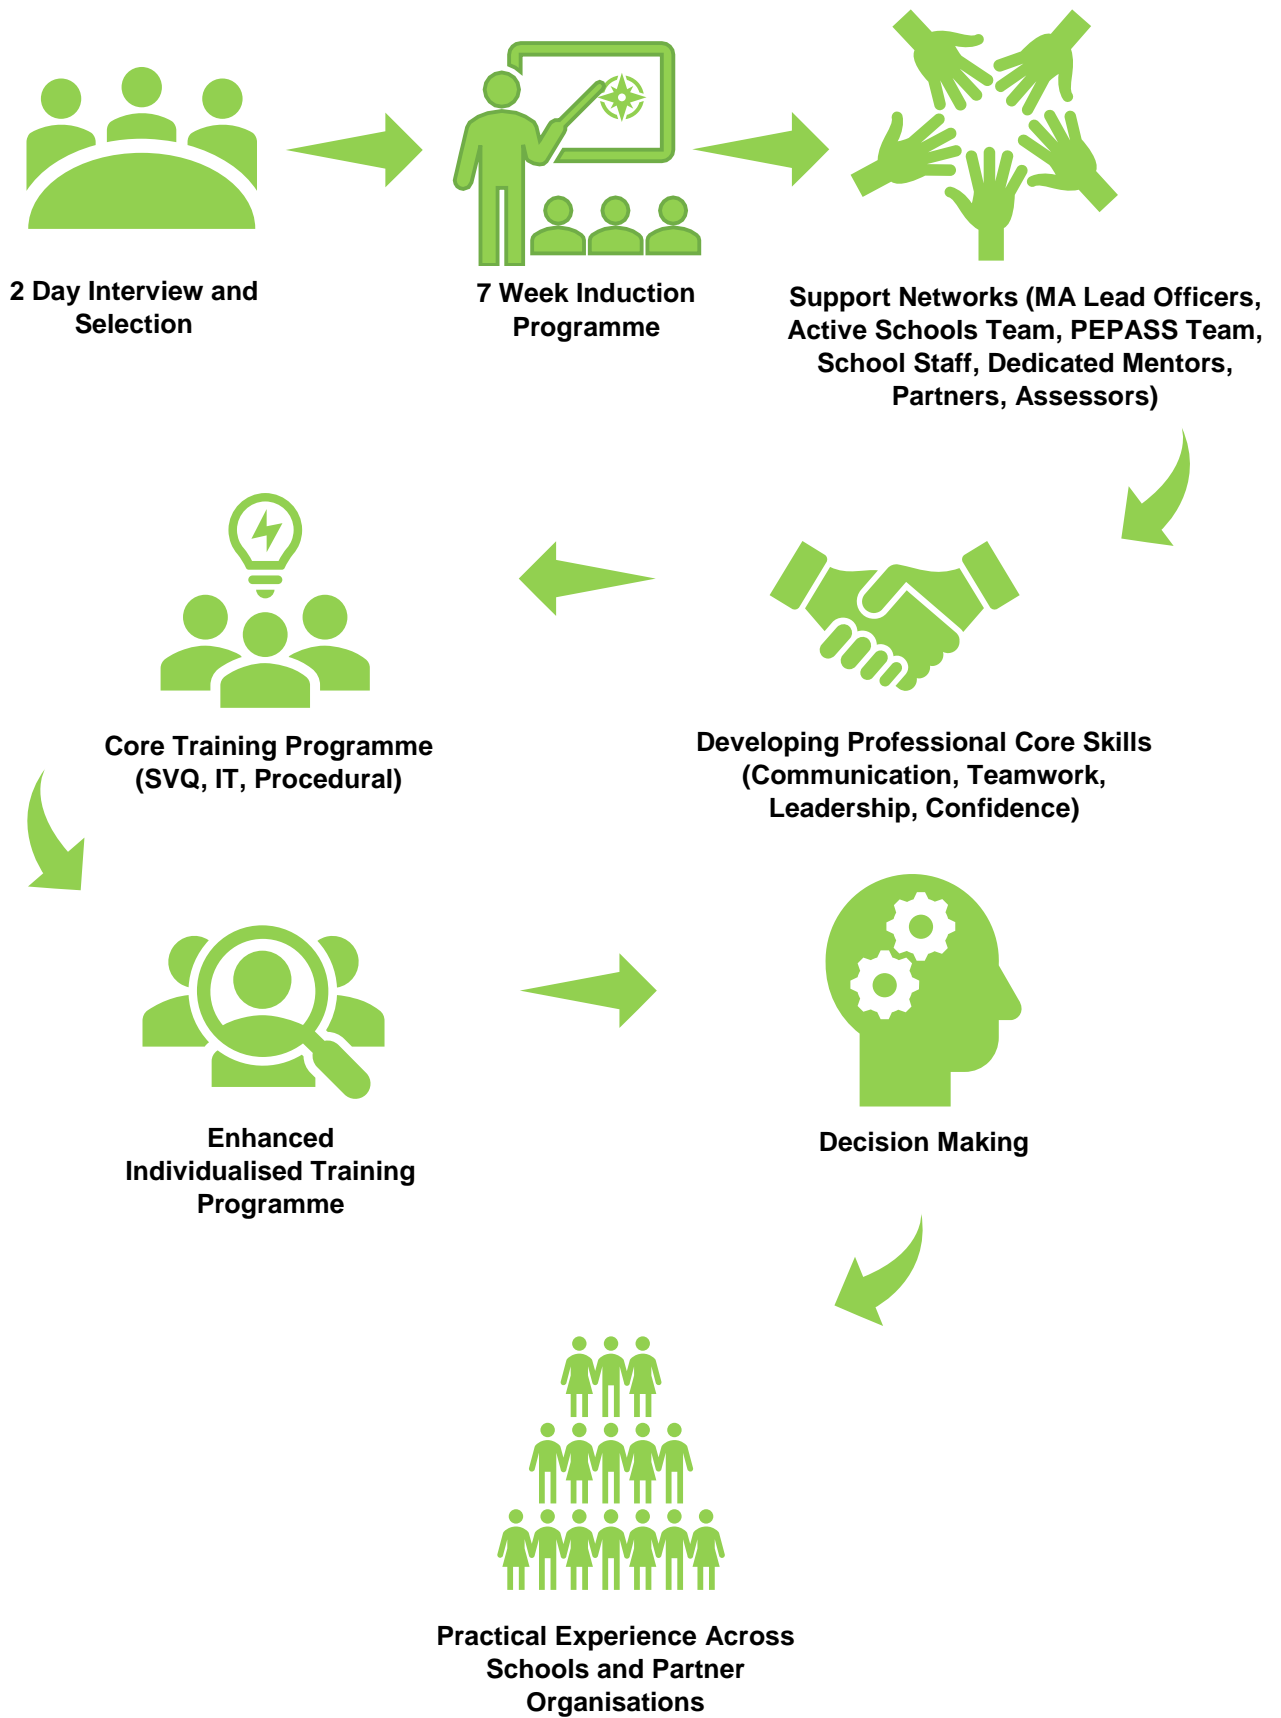 2 Day Interview and
Selection
7 Week Induction
Programme
Support Networks (MA Lead Officers,
Active Schools Team, PEPASS Team,
School Staff, Dedicated Mentors,
Partners, Assessors)
Developing Professional Core Skills
(Communication, Teamwork,
Leadership, Confidence)
Core Training Programme
(SVQ, IT, Procedural)
Enhanced
Individualised Training
Programme
Decision Making
Practical Experience Across
Schools and Partner
Organisations